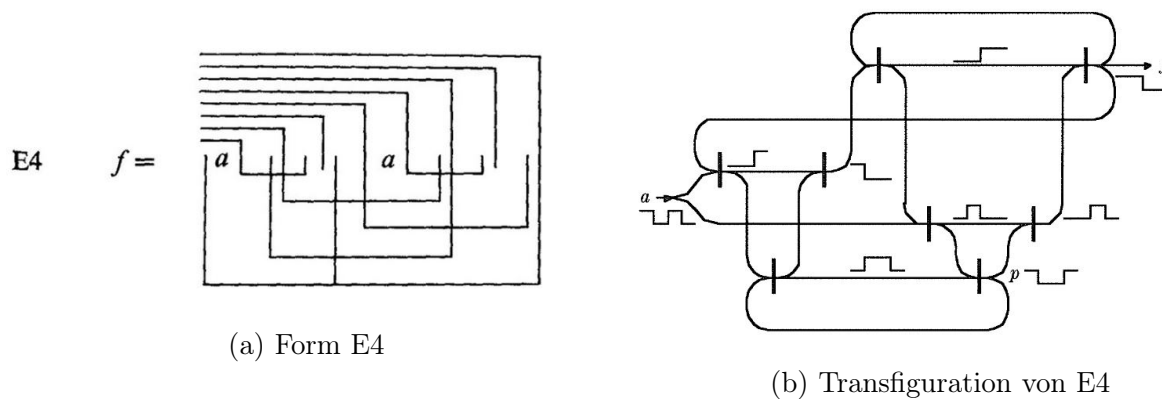 E4 f = a a
a
p
(a) Form E4
(b) Transfiguration von E4